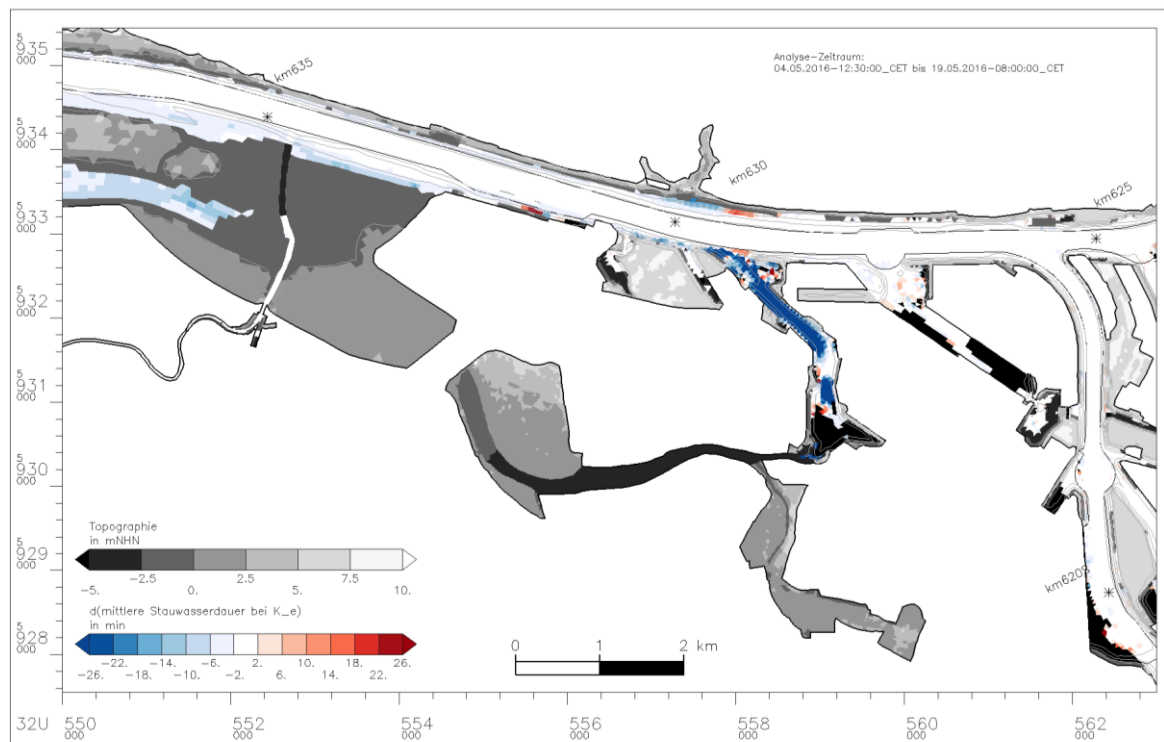 Analyse-Zeitraum:
04.05.2016-12:30:00_CET bis 19.05.2016-08:00:00_CET
5
935
000
5
934
000
5
933
000
5
932
000
5
931
000
5
930
000
5
929
000
5
928
000
km635
km630
km625
km620S
Topographie
in mNHN
-2.5 2.5 7.5
-5. 0. 5. 10.
d(mittlere Stauwasserdauer bei K_e)
in min
-22. -14. -6. 2. 10. 18. 26.
-26. -18. -10. -2. 6. 14. 22.
0 1 2 km
32U 550 552 554 556 558 560 562
000 000 000 000 000 000 000